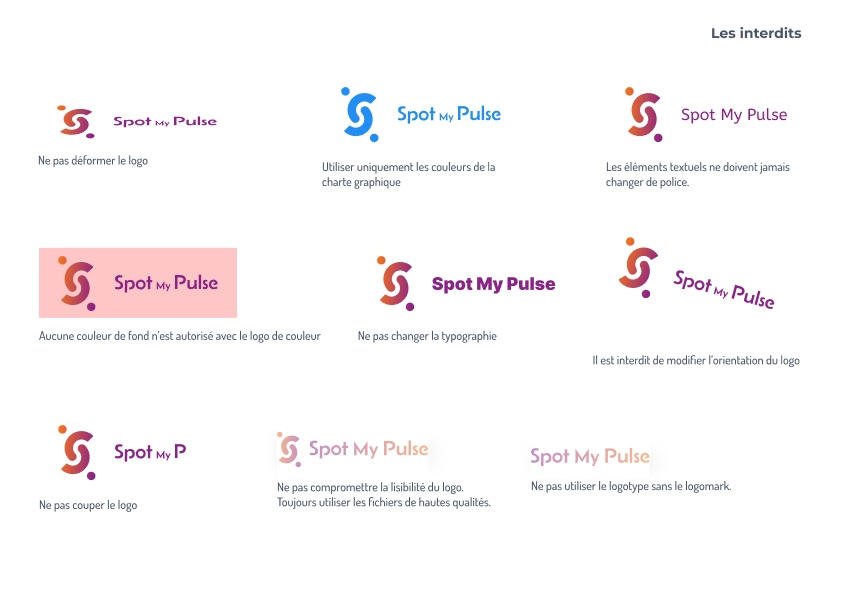 Les interdits
Spot My Pulse
Ne pas déformer le logo
Spot My Pulse
Utiliser uniquement les couleurs de la
charte graphique
Spot My Pulse
Les éléments textuels ne doivent jamais
changer de police.
Spot My Pulse
Aucune couleur de fond n'est autorisé avec le logo de couleur
Spot My Pulse
Ne pas changer la typographie
Spot My Pulse
Il est interdit de modifier l'orientation du logo
Spot My P
Ne pas couper le logo
Spot My Pulse
Ne pas compromettre la lisibilité du logo.
Toujours utiliser les fichiers de hautes qualités.
Spot My Pulse
Ne pas utiliser le logotype sans le logomark.